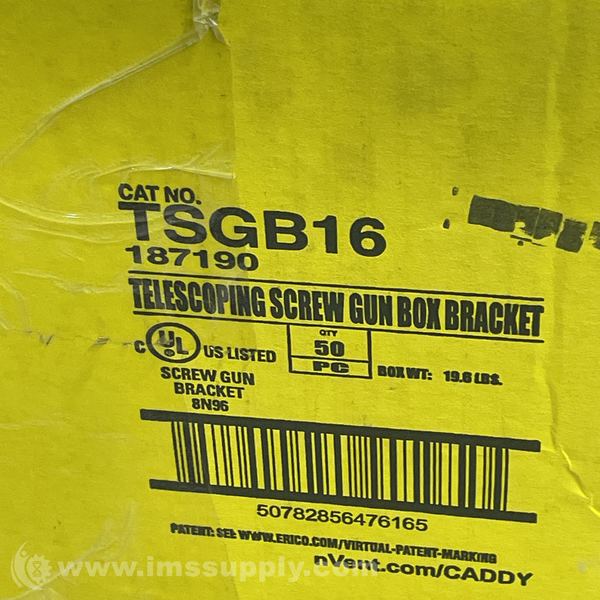 CAT NO.
TSGB16
187190
TELESCOPING SCREW GUN BOX BRACKET
C UL US LISTED
SCREW GUN
BRACKET
8N96
QTY
50
PC
BOX WT: 19.6 LBS.
50782856476165
PATENT: SEE WWW.ERICO.COM/VIRTUAL-PATENT-MARKING
nVent.com/CADDY
www.imssupply.com